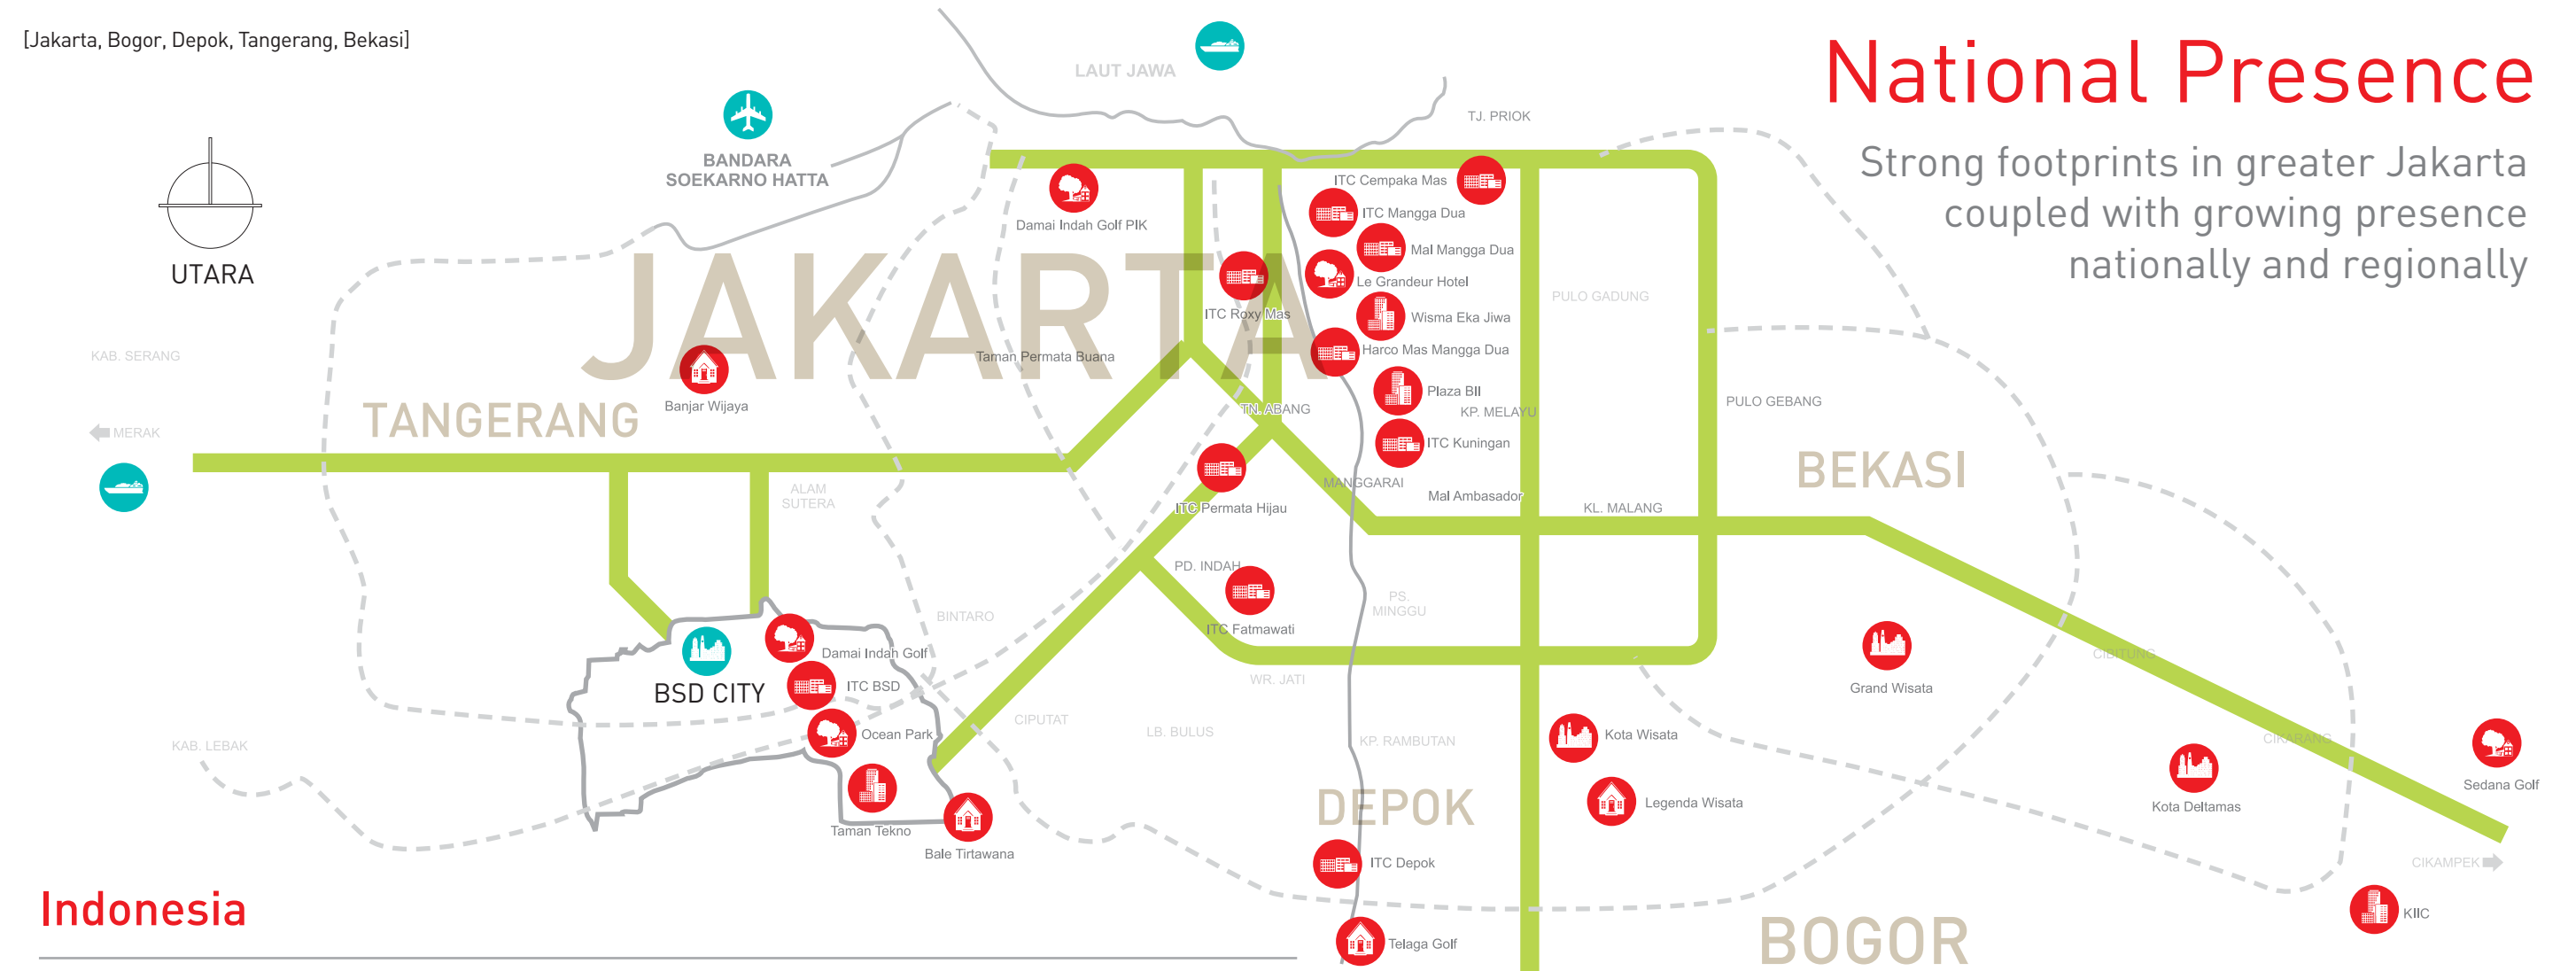 [Jakarta, Bogor, Depok, Tangerang, Bekasi]
National Presence
Strong footprints in greater Jakarta
coupled with growing presence
nationally and regionally
LAUT JAWA
TJ. PRIOK
BANDARA
SOEKARNO HATTA
UTARA
ITC Cempaka Mas
ITC Mangga Dua
Damai Indah Golf PIK
Mal Mangga Dua
Le Grandeur Hotel
JAKARTA
PULO GADUNG
ITC Roxy Mas
Wisma Eka Jiwa
Harco Mas Mangga Dua
KAB. SERANG
Taman Permata Buana
Plaza BII
TANGERANG
Banjar Wijaya
TN. ABANG
KP. MELAYU
PULO GEBANG
MERAK
ITC Kuningan
BEKASI
MANGGARAI
Mal Ambasador
ALAM
SUTERA
ITC Permata Hijau
KL. MALANG
PD. INDAH
PS.
MINGGU
BINTARO
ITC Fatmawati
Damai Indah Golf
CIBITUNG
WR. JATI
ITC BSD
BSD CITY
Grand Wisata
CIPUTAT
LB. BULUS
Ocean Park
KP. RAMBUTAN
Kota Wisata
CIKARANG
KAB. LEBAK
Sedana Golf
DEPOK
Legenda Wisata
Kota Deltamas
Taman Tekno
Bale Tirtawana
ITC Depok
CIKAMPEK
Indonesia
KIIC
BOGOR
Telaga Golf